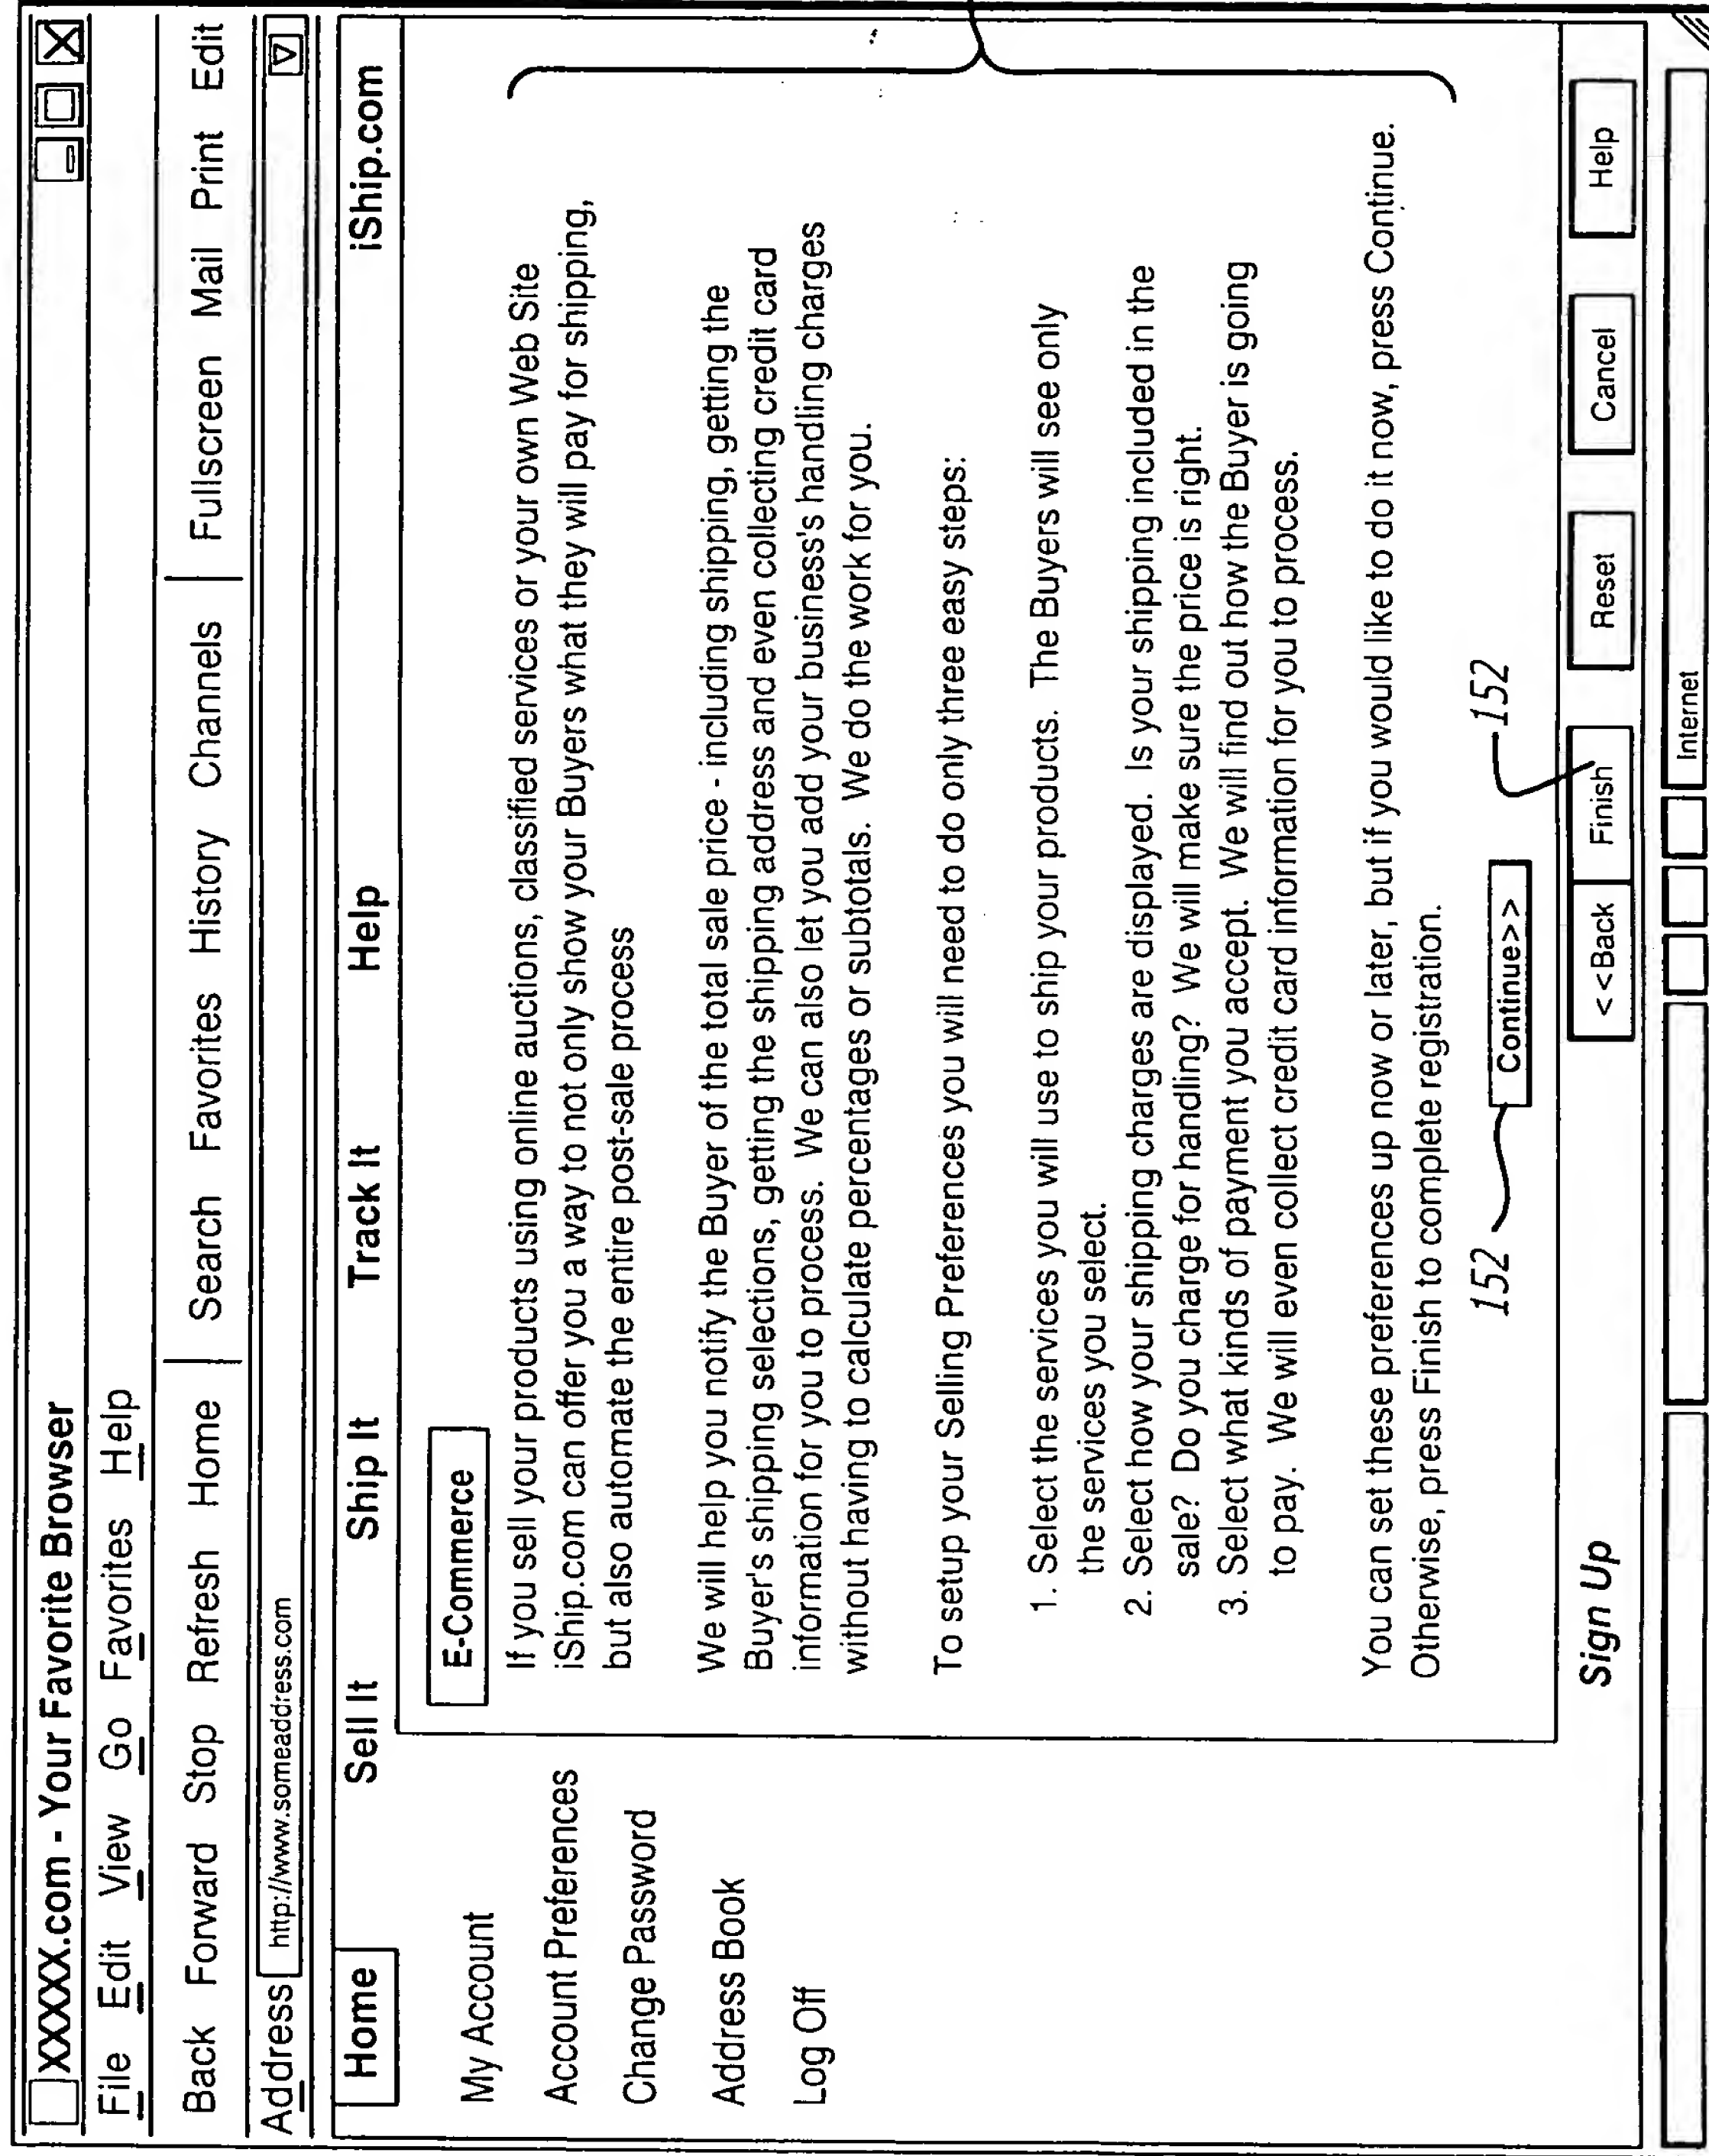 XXXXX.com - Your Favorite Browser
File Edit View Go Favorites Help
Back Forward Stop Refresh Home Search Favorites History Channels Fullscreen Mail Print Edit
Address http://www.someaddress.com
Home Sell It Ship It Track It Help iShip.com
My Account
Account Preferences
Change Password
Address Book
Log Off
E-Commerce
If you sell your products using online auctions, classified services or your own Web Site
iShip.com can offer you a way to not only show your Buyers what they will pay for shipping,
but also automate the entire post-sale process
We will help you notify the Buyer of the total sale price - including shipping, getting the
Buyer's shipping selections, getting the shipping address and even collecting credit card
information for you to process. We can also let you add your business's handling charges
without having to calculate percentages or subtotals. We do the work for you.
To setup your Selling Preferences you will need to do only three easy steps:
1. Select the services you will use to ship your products. The Buyers will see only
the services you select.
2. Select how your shipping charges are displayed. Is your shipping included in the
sale? Do you charge for handling? We will make sure the price is right.
3. Select what kinds of payment you accept. We will find out how the Buyer is going
to pay. We will even collect credit card information for you to process.
You can set these preferences up now or later, but if you would like to do it now, press Continue.
Otherwise, press Finish to complete registration.
152 Continue>> 152
Sign Up <<Back Finish Reset Cancel Help
Internet